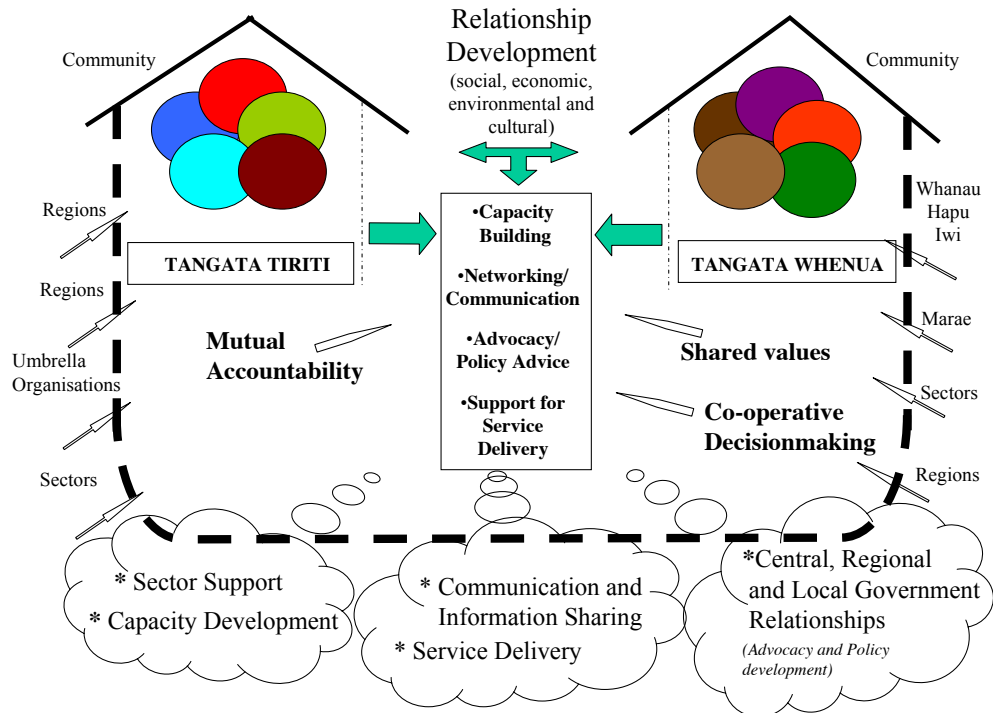 Relationship
Development
(social, economic,
environmental and
cultural)
Community
Community
TANGATA TIRITI
TANGATA WHENUA
•Capacity
Building
•Networking/
Communication
•Advocacy/
Policy Advice
•Support for
Service
Delivery
Regions
Regions
Umbrella
Organisations
Sectors
Mutual
Accountability
Shared values
Co-operative
Decisionmaking
Whanau
Hapu
Iwi
Marae
Sectors
Regions
* Sector Support
* Capacity Development
* Communication and
Information Sharing
* Service Delivery
*Central, Regional
and Local Government
Relationships
(Advocacy and Policy
development)